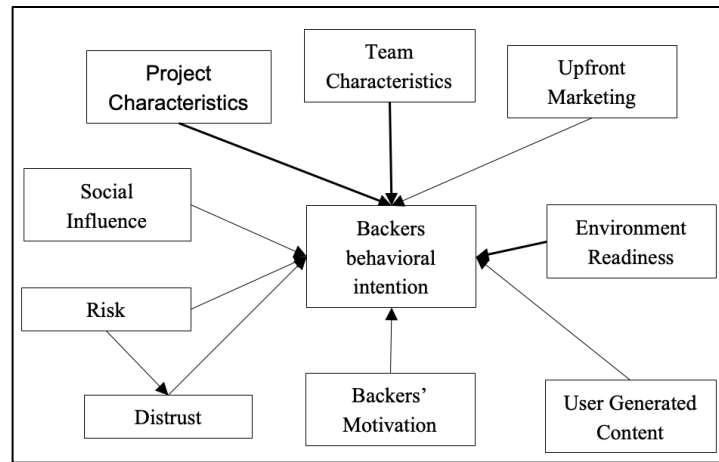 Project
Characteristics
Team
Characteristics
Upfront
Marketing
Social
Influence
Backers
behavioral
intention
Environment
Readiness
Risk
Distrust
Backers’
Motivation
User Generated
Content